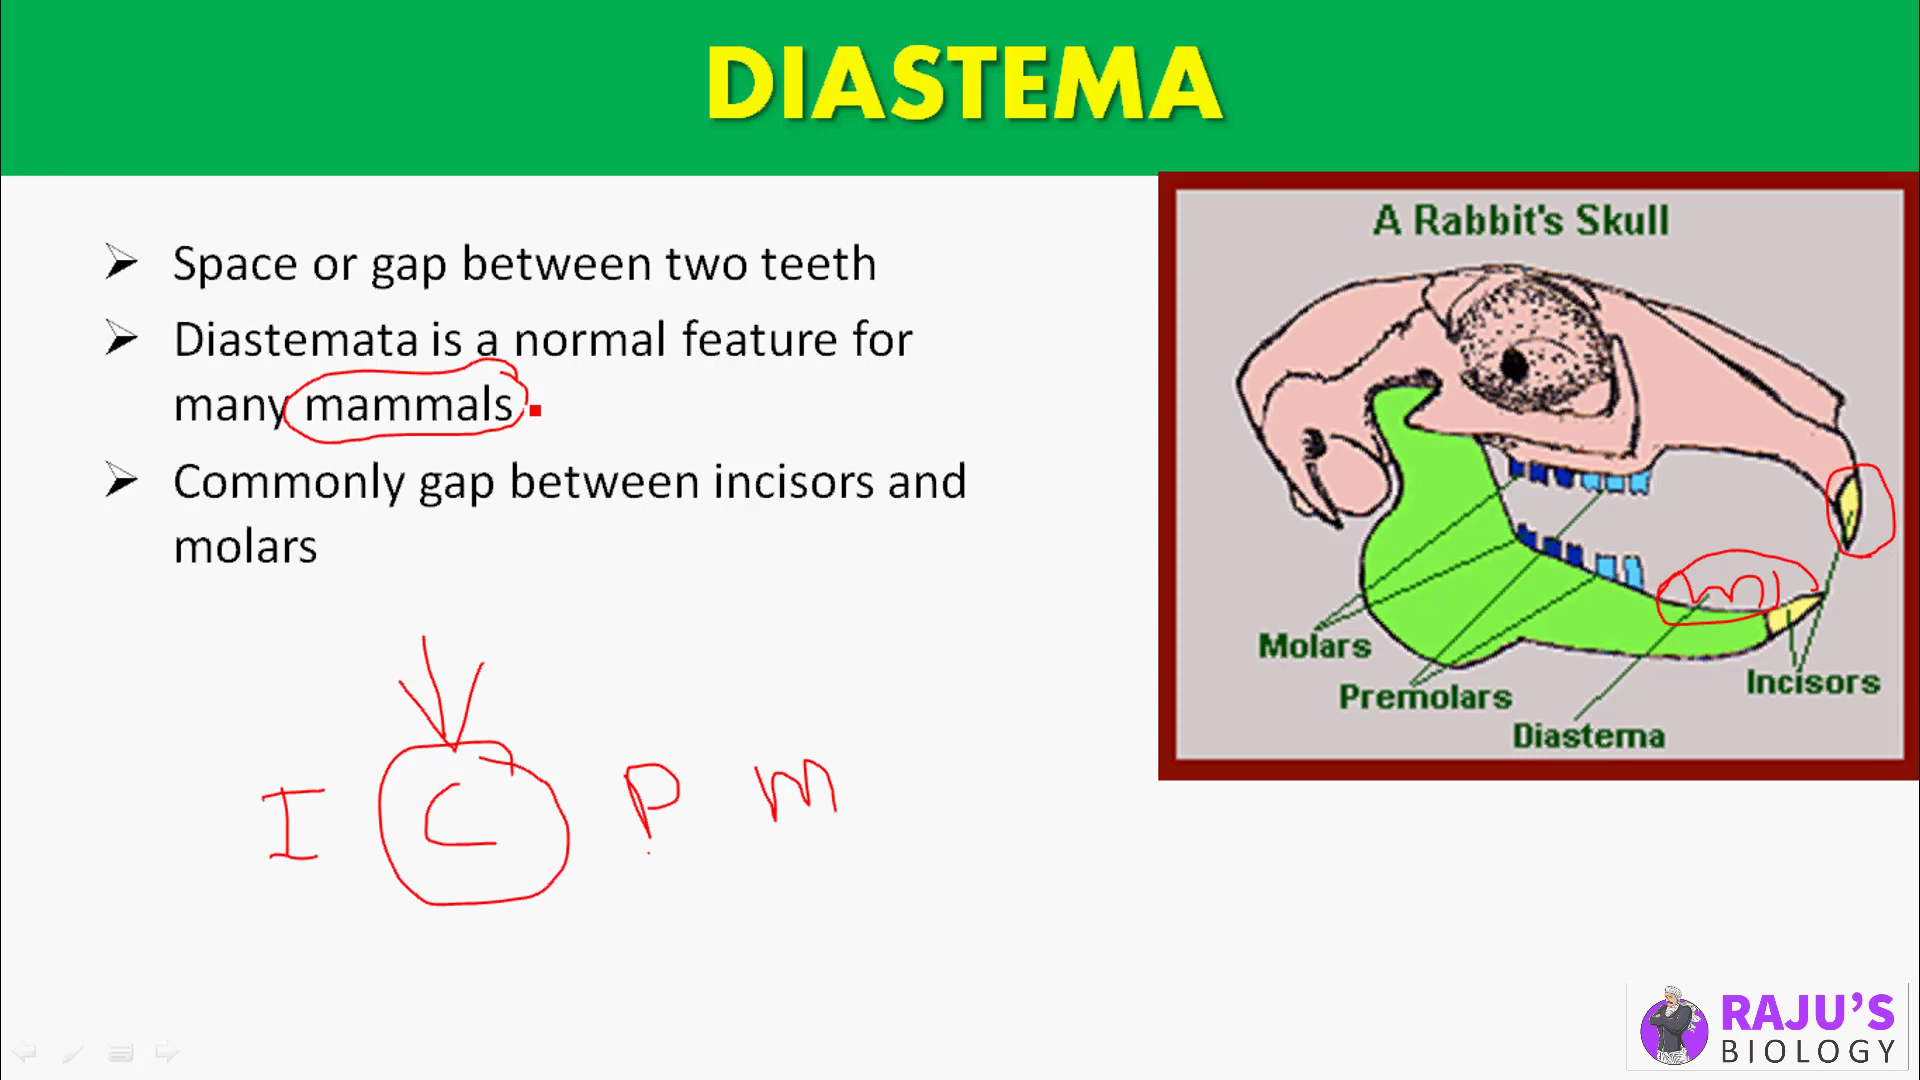 DIASTEMA
Space or gap between two teeth
Diastemata is a normal feature for
many mammals
Commonly gap between incisors and
molars
I C P M
A Rabbit's Skull
Molars
Premolars
Diastema
Incisors
RAJU'S
BIOLOGY